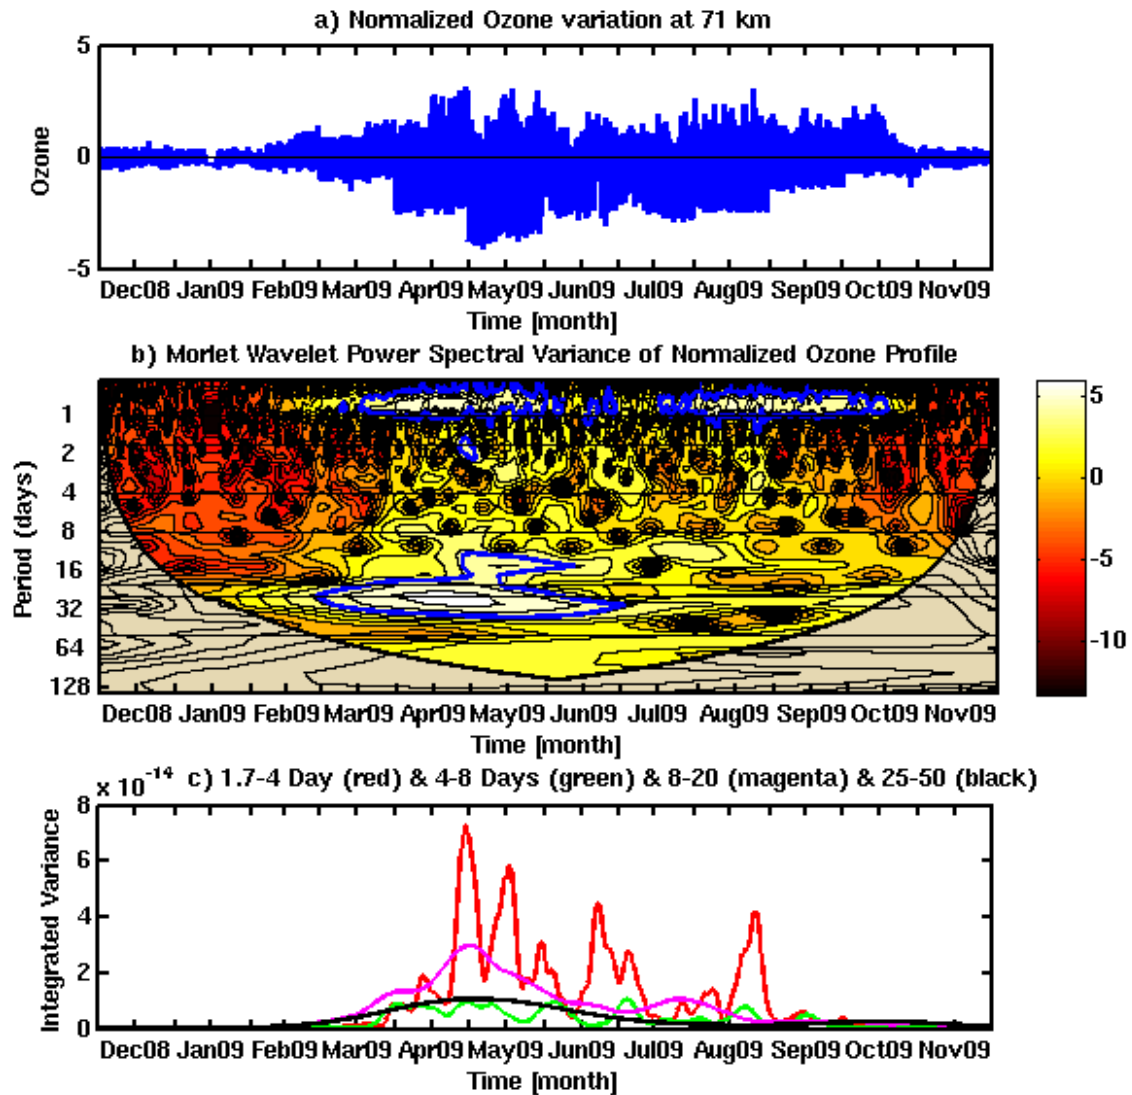 a) Normalized Ozone variation at 71 km
5
0
-5
Ozone
Dec08 Jan09 Feb09 Mar09 Apr09 May09 Jun09 Jul09 Aug09 Sep09 Oct09 Nov09
Time [month]
b) Morlet Wavelet Power Spectral Variance of Normalized Ozone Profile
1
2
4
8
16
32
64
128
Period (days)
5
0
-5
-10
Dec08 Jan09 Feb09 Mar09 Apr09 May09 Jun09 Jul09 Aug09 Sep09 Oct09 Nov09
Time [month]
x 10^-14 c) 1.7-4 Day (red) & 4-8 Days (green) & 8-20 (magenta) & 25-50 (black)
8
6
4
2
0
Integrated Variance
Dec08 Jan09 Feb09 Mar09 Apr09 May09 Jun09 Jul09 Aug09 Sep09 Oct09 Nov09
Time [month]